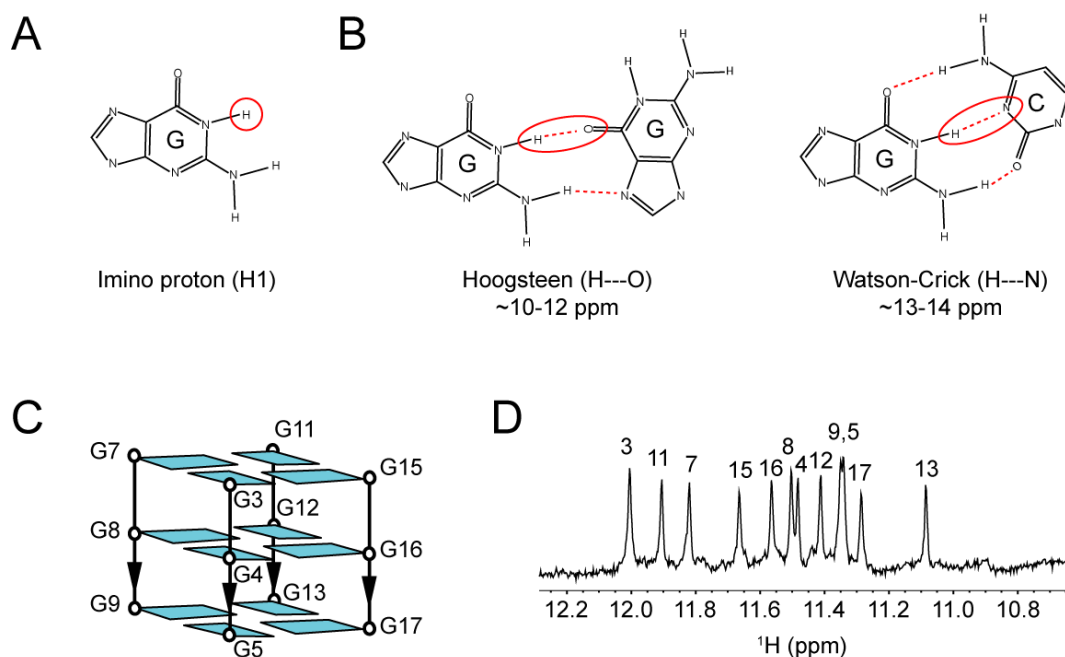 A
B
O
N
N
H
G
N
N
N
H
H
H
Imino proton (H1)
O
N
N
H
G
N
N
N
H
H
O
H
N
N
H
H
G
N
N
N
Hoogsteen (H---O)
~10-12 ppm
H
N
H
O
N
C
N
O
N
N
H
G
N
N
N
H
H
Watson-Crick (H---N)
~13-14 ppm
C
G7
G11
G15
G3
G12
G8
G16
G4
G13
G9
G17
G5
D
3
11
7
15
16
8
4
12
9,5
17
13
12.2
12.0
11.8
11.6
11.4
11.2
11.0
10.8
¹H (ppm)